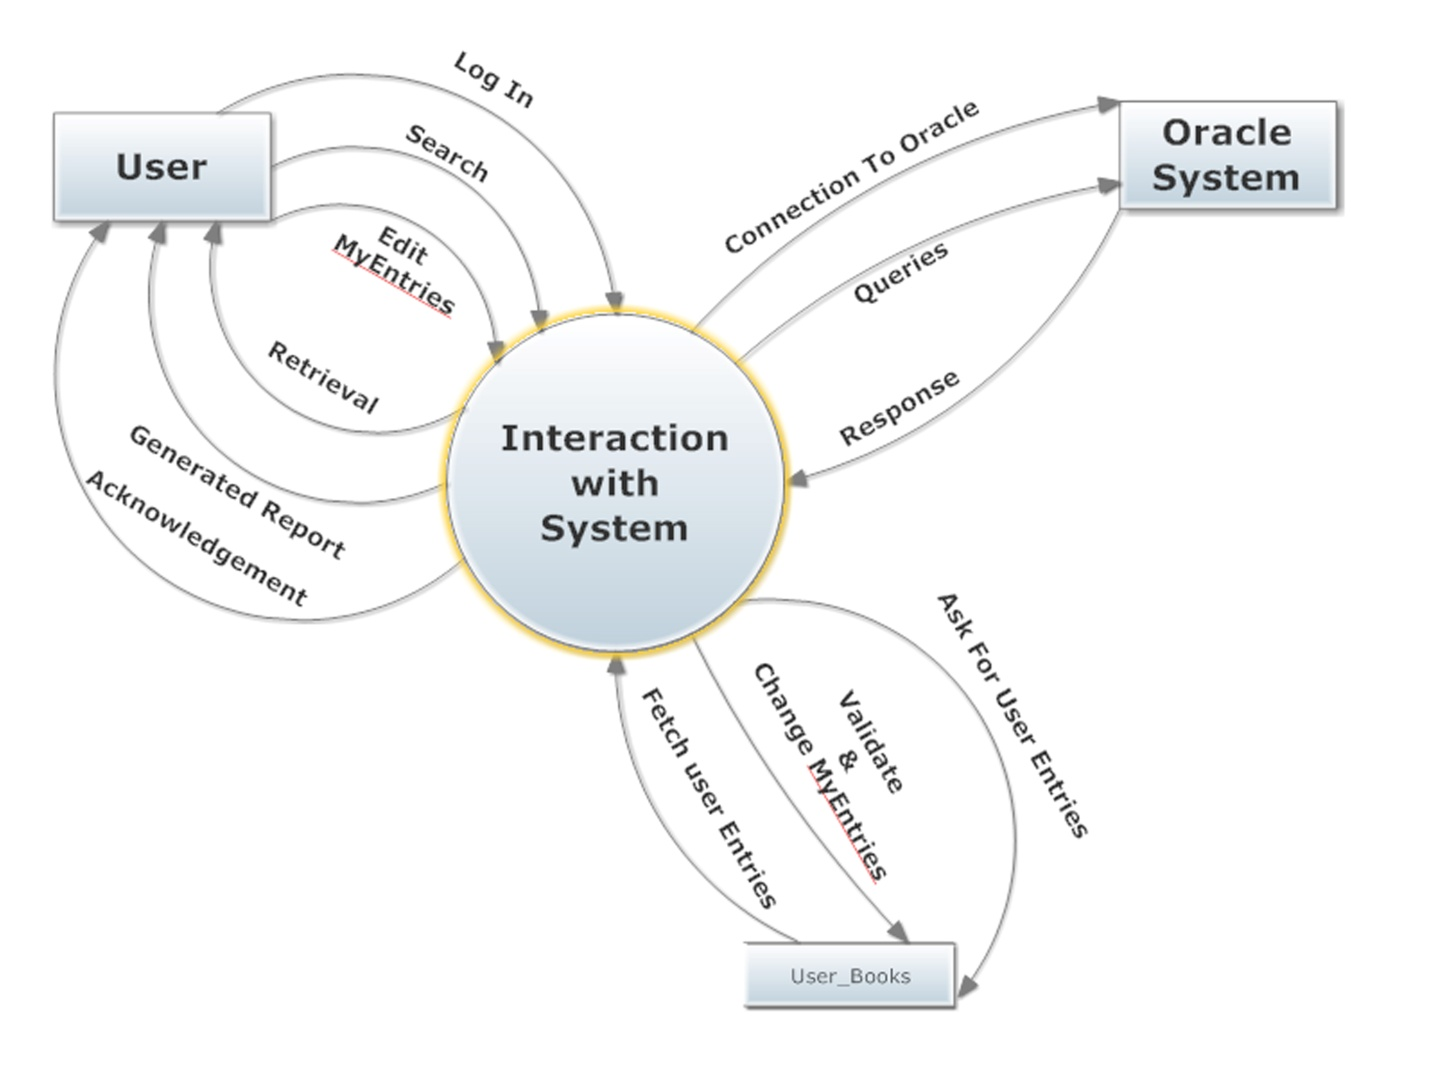 Log In
User
Search
Edit
MyEntries
Retrieval
Generated Report
Acknowledgement
Interaction
with
System
Connection To Oracle
Queries
Response
Oracle
System
Ask For User Entries
Validate
&
Change MyEntries
Fetch user Entries
User_Books